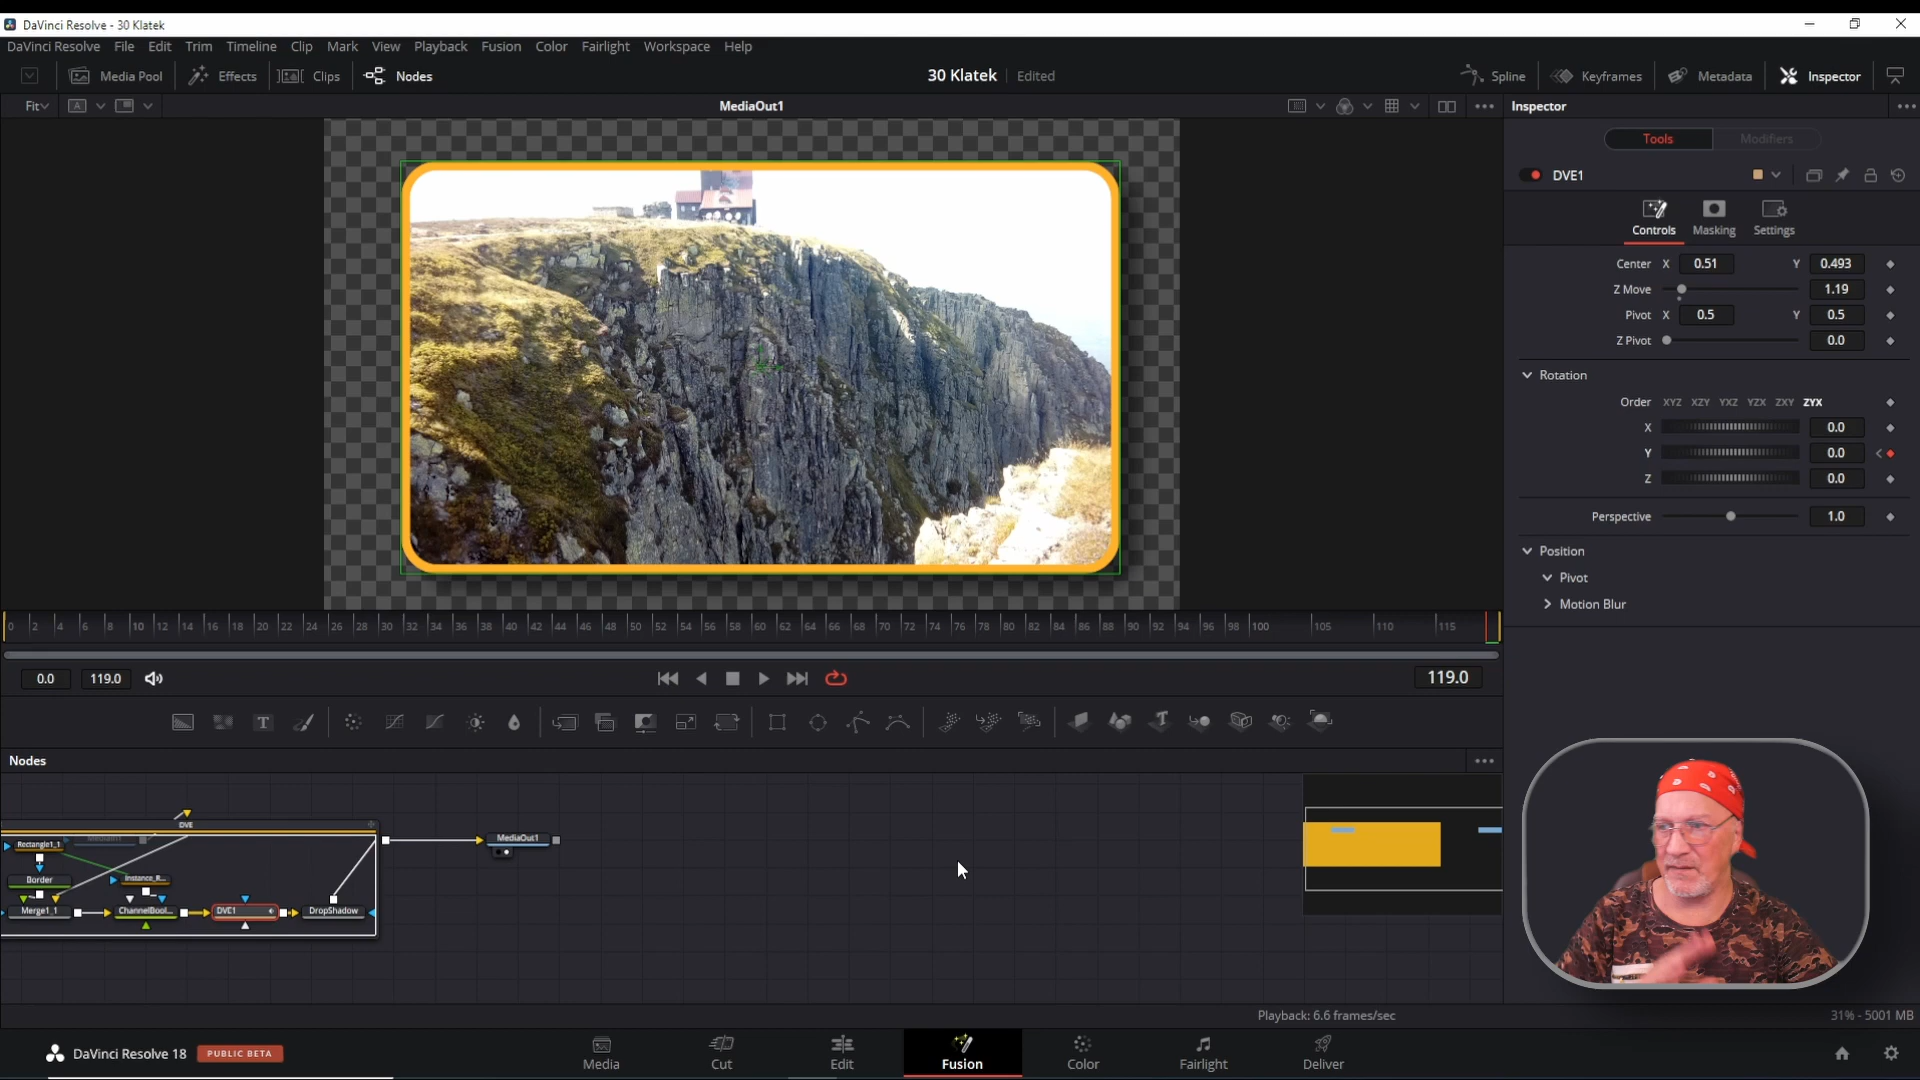 DaVinci Resolve - 30 Klatek
DaVinci Resolve File Edit Trim Timeline Clip Mark View Playback Fusion Color Fairlight Workspace Help
Media Pool Effects Clips Nodes 30 Klatek Edited Spline Keyframes Metadata Inspector
Fit A MediaOut1 Inspector
Tools Modifiers
DVE1
Controls Masking Settings
Center X 0.51 Y 0.493
Z Move 1.19
Pivot X 0.5 Y 0.5
Z Pivot 0.0
Rotation
Order XYZ XZY YXZ YZX ZXY ZYX
X 0.0
Y 0.0
Z 0.0
Perspective 1.0
Position
Pivot
Motion Blur
0 2 4 6 8 10 12 14 16 18 20 22 24 26 28 30 32 34 36 38 40 42 44 46 48 50 52 54 56 58 60 62 64 66 68 70 72 74 76 78 80 82 84 86 88 90 92 94 96 98 100 105 110 115
0.0 119.0 119.0
T
Nodes
DVE
Rectangle1_1 MediaOut1
Border Instance_R...
Merge1_1 ChannelBool... DVE1 DropShadow
Playback: 6.6 frames/sec 31% - 5001 MB
DaVinci Resolve 18 PUBLIC BETA Media Cut Edit Fusion Color Fairlight Deliver